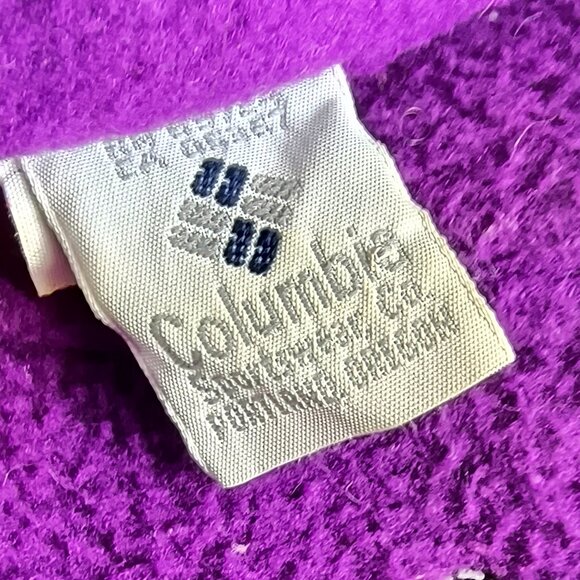 Columbia
Sportswear Co.
PORTLAND, OREGON